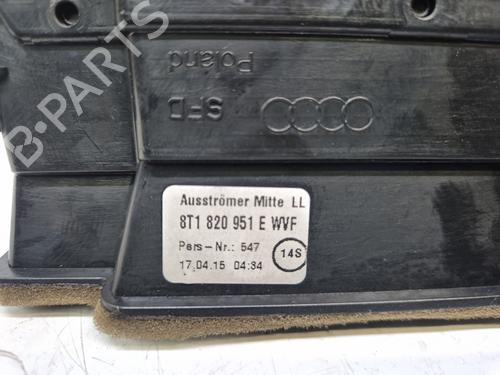 Poland
SFD
Ausströmer Mitte LL
8T1 820 951 E WVF
Pers-Nr.: 547
14S
17.04.15 04:34
B-Parts